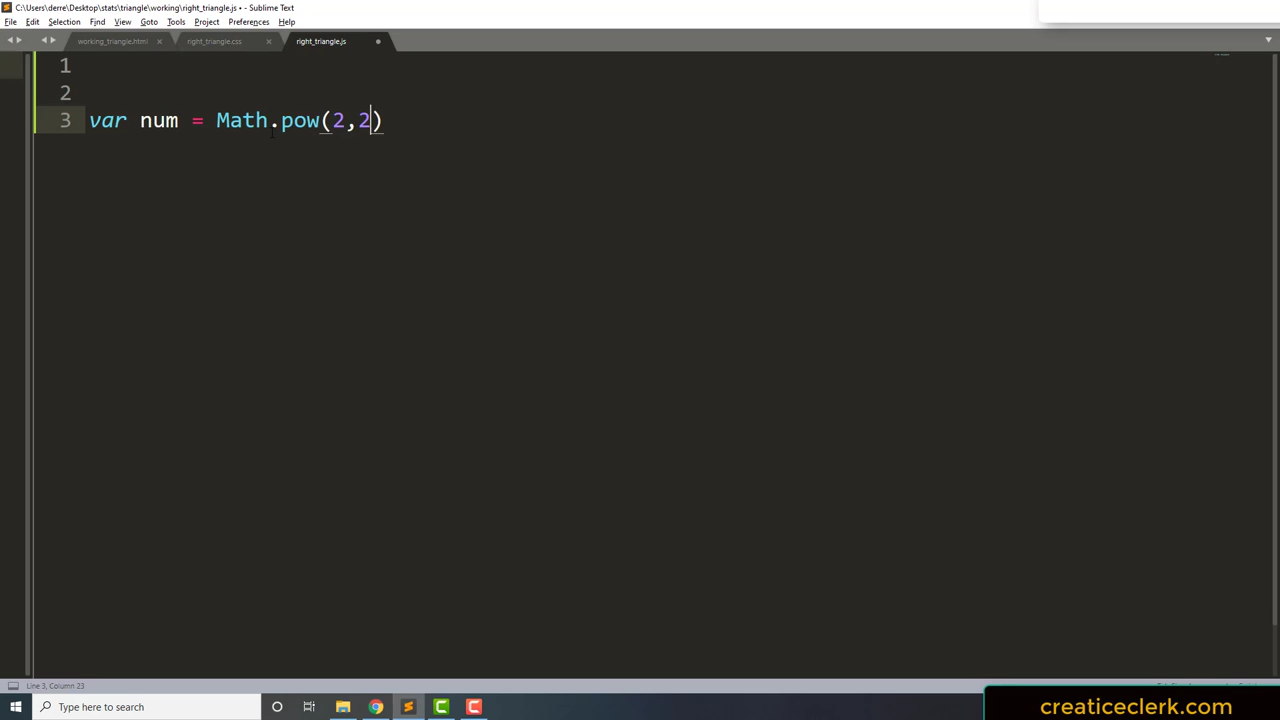 C:\Users\derre\Desktop\stats\triangle\working\right_triangle.js • - Sublime Text
File Edit Selection Find View Goto Tools Project Preferences Help
working_triangle.html right_triangle.css right_triangle.js
1
2
3 var num = Math.pow(2,2)
Line 3, Column 23
Type here to search
creaticeclerk.com